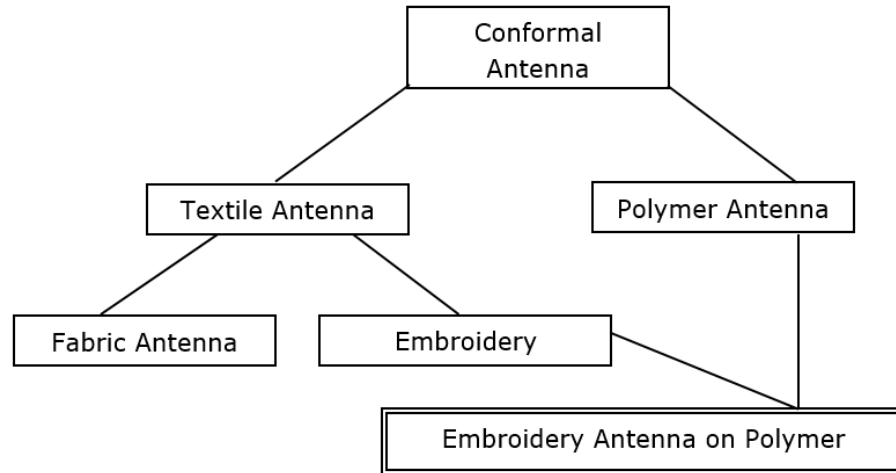 Conformal
Antenna
Textile Antenna
Polymer Antenna
Fabric Antenna
Embroidery
Embroidery Antenna on Polymer